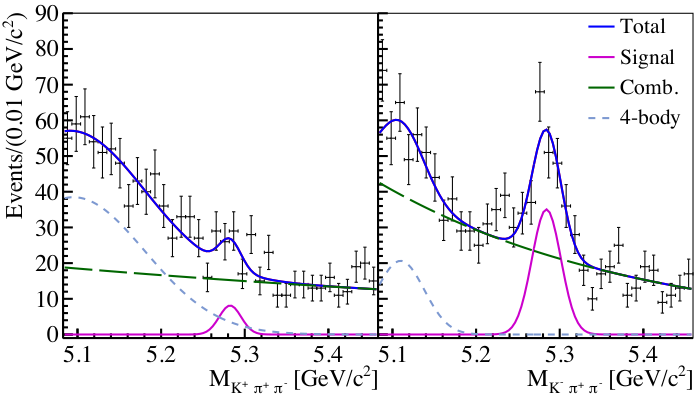 Events/(0.01 GeV/c²)
90
80
70
60
50
40
30
20
10
0
Total
Signal
Comb.
4-body
5.1 5.2 5.3 5.4
5.1 5.2 5.3 5.4
M_{K⁺ π⁺ π⁻} [GeV/c²]
M_{K⁻ π⁺ π⁻} [GeV/c²]